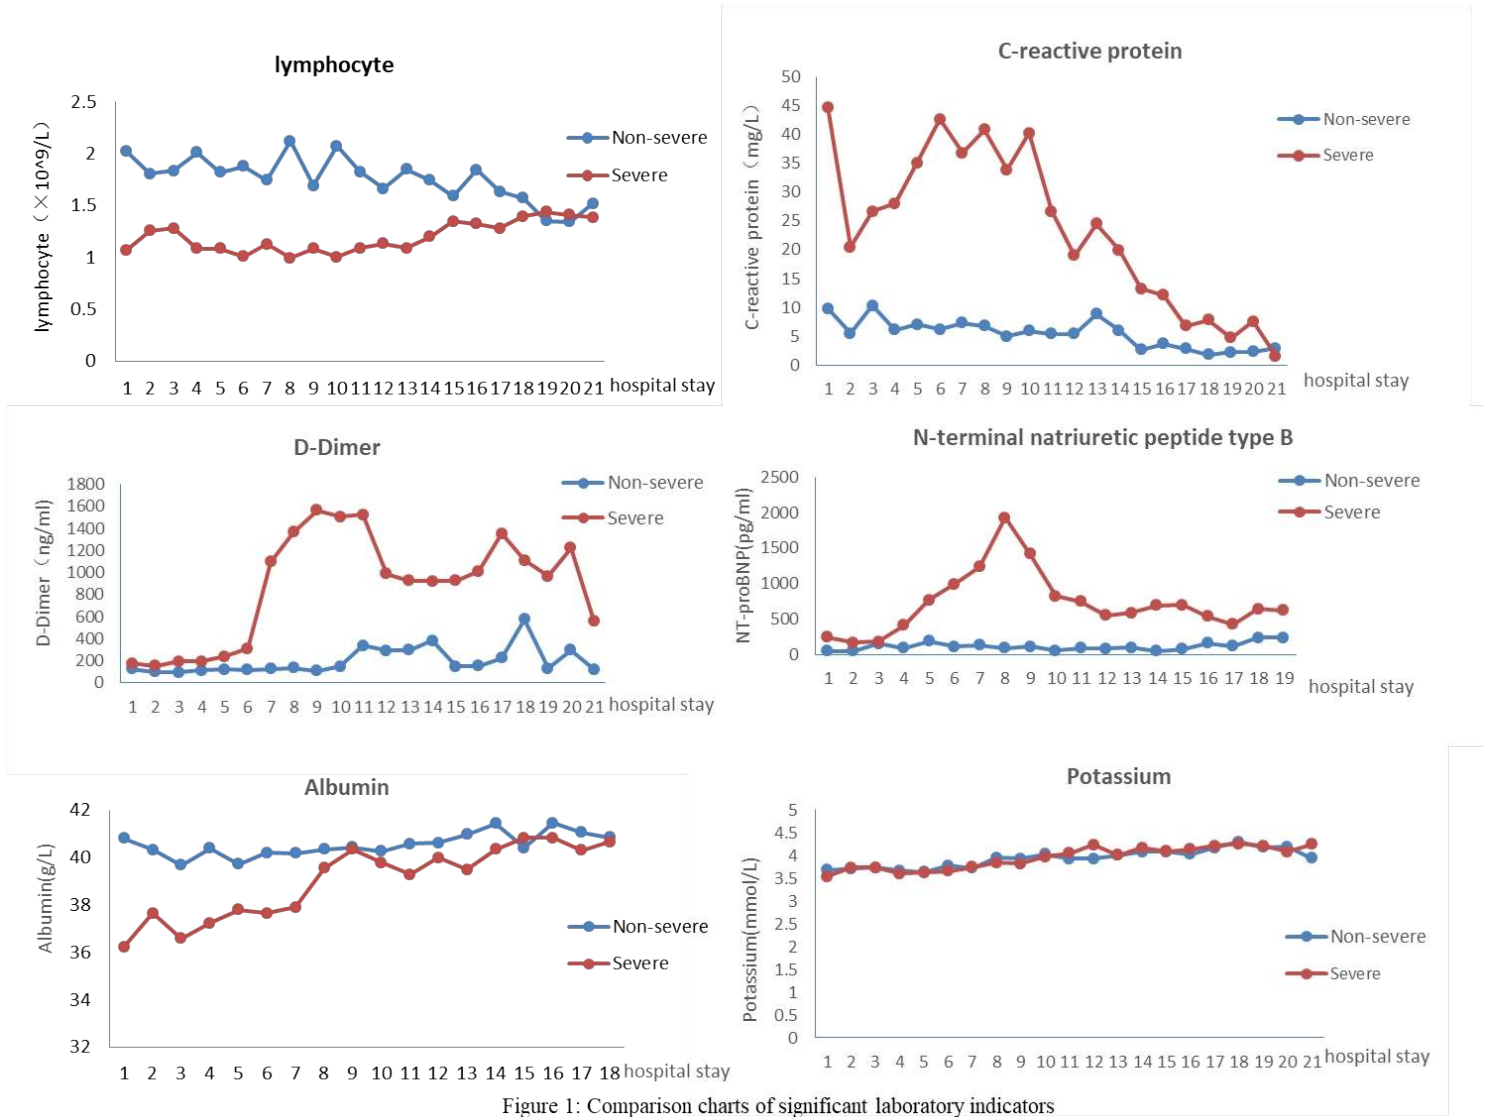 lymphocyte
lymphocyte（×10^9/L）
2.5
2
1.5
1
0.5
0
1 2 3 4 5 6 7 8 9 10 11 12 13 14 15 16 17 18 19 20 21 hospital stay
Non-severe
Severe
C-reactive protein
C-reactive protein（mg/L）
50
45
40
35
30
25
20
15
10
5
0
1 2 3 4 5 6 7 8 9 10 11 12 13 14 15 16 17 18 19 20 21 hospital stay
Non-severe
Severe
D-Dimer
D-Dimer（ng/ml)
1800
1600
1400
1200
1000
800
600
400
200
0
1 2 3 4 5 6 7 8 9 10 11 12 13 14 15 16 17 18 19 20 21 hospital stay
Non-severe
Severe
N-terminal natriuretic peptide type B
NT-proBNP(pg/ml)
2500
2000
1500
1000
500
0
1 2 3 4 5 6 7 8 9 10 11 12 13 14 15 16 17 18 19 hospital stay
Non-severe
Severe
Albumin
Albumin(g/L)
42
40
38
36
34
32
1 2 3 4 5 6 7 8 9 10 11 12 13 14 15 16 17 18 hospital stay
Non-severe
Severe
Potassium
Potassium(mmol/L)
5
4.5
4
3.5
3
2.5
2
1.5
1
0.5
0
1 2 3 4 5 6 7 8 9 10 11 12 13 14 15 16 17 18 19 20 21 hospital stay
Non-severe
Severe
Figure 1: Comparison charts of significant laboratory indicators